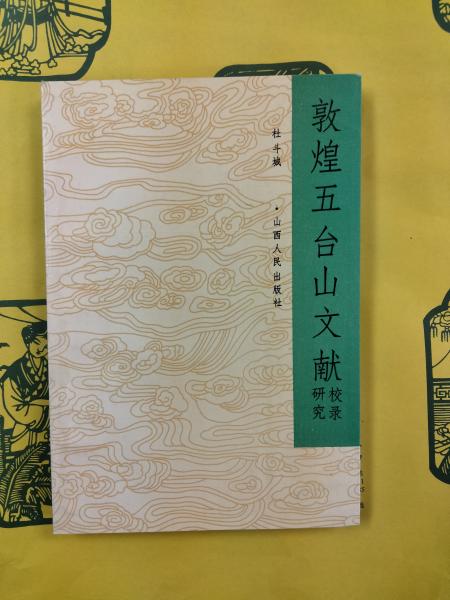 敦煌五台山文献
校录
研究
杜斗城
·山西人民出版社